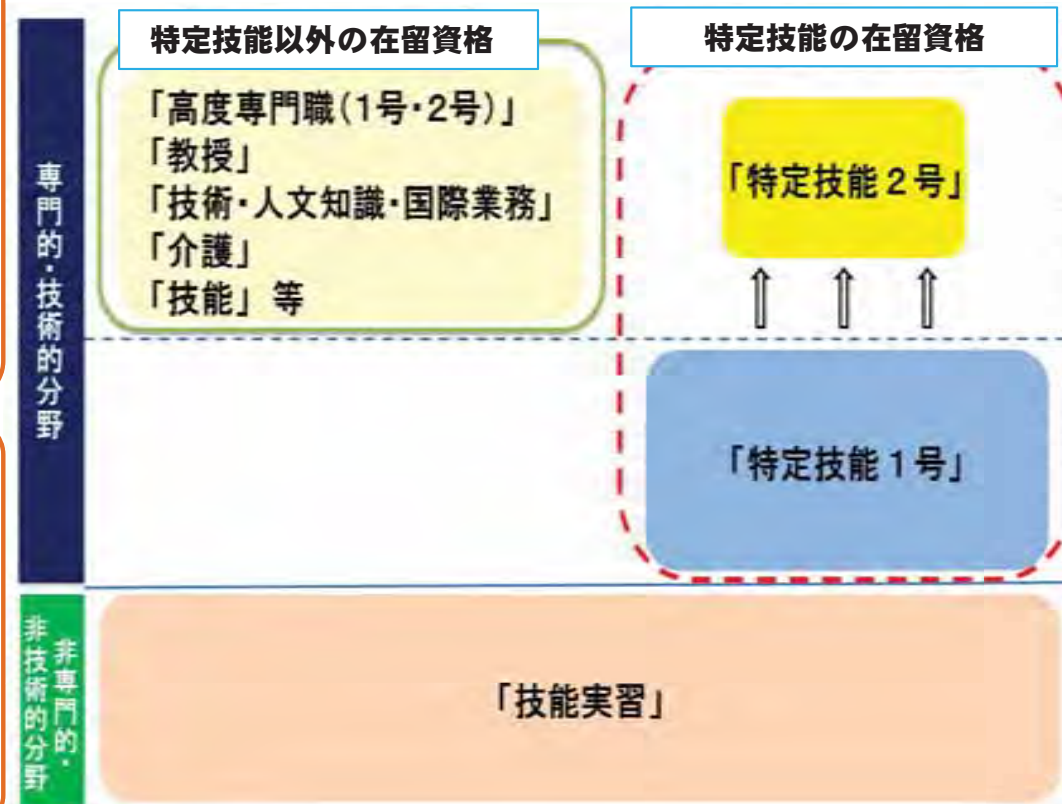 特定技能以外の在留資格
特定技能の在留資格
専門的・技術的分野
「高度専門職(1号・2号)」
「教授」
「技術・人文知識・国際業務」
「介護」
「技能」等
「特定技能2号」
「特定技能1号」
非専門的・
非技術的分野
「技能実習」